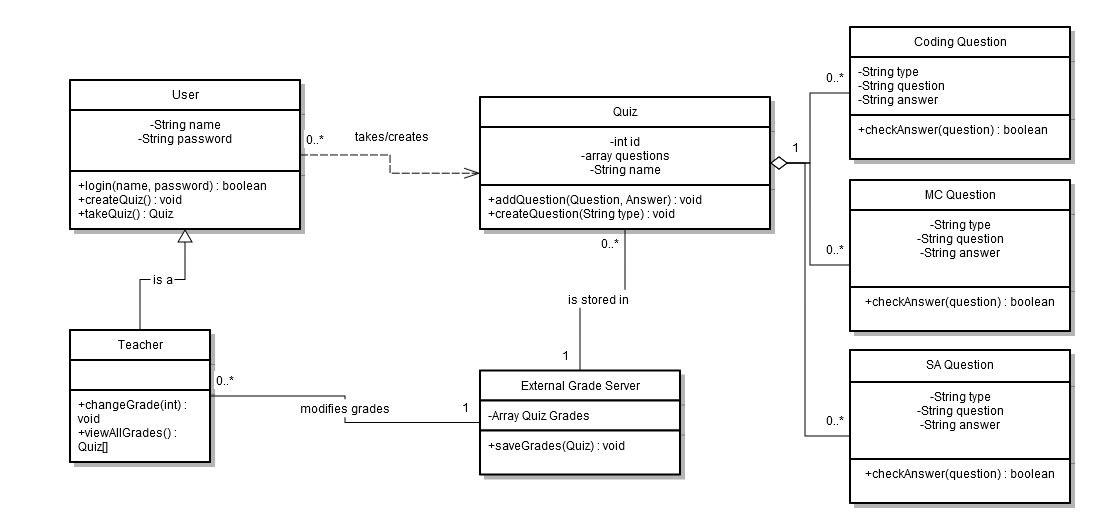 User
-String name
-String password
+login(name, password) : boolean
+createQuiz() : void
+takeQuiz() : Quiz
0..*
takes/creates
Quiz
-int id
-array questions
-String name
+addQuestion(Question, Answer) : void
+createQuestion(String type) : void
1
0..*
Coding Question
-String type
-String question
-String answer
+checkAnswer(question) : boolean
0..*
MC Question
-String type
-String question
-String answer
+checkAnswer(question) : boolean
0..*
SA Question
-String type
-String question
-String answer
+checkAnswer(question) : boolean
is a
Teacher
+changeGrade(int) :
void
+viewAllGrades() :
Quiz[]
0..*
modifies grades
1
0..*
is stored in
1
External Grade Server
-Array Quiz Grades
+saveGrades(Quiz) : void